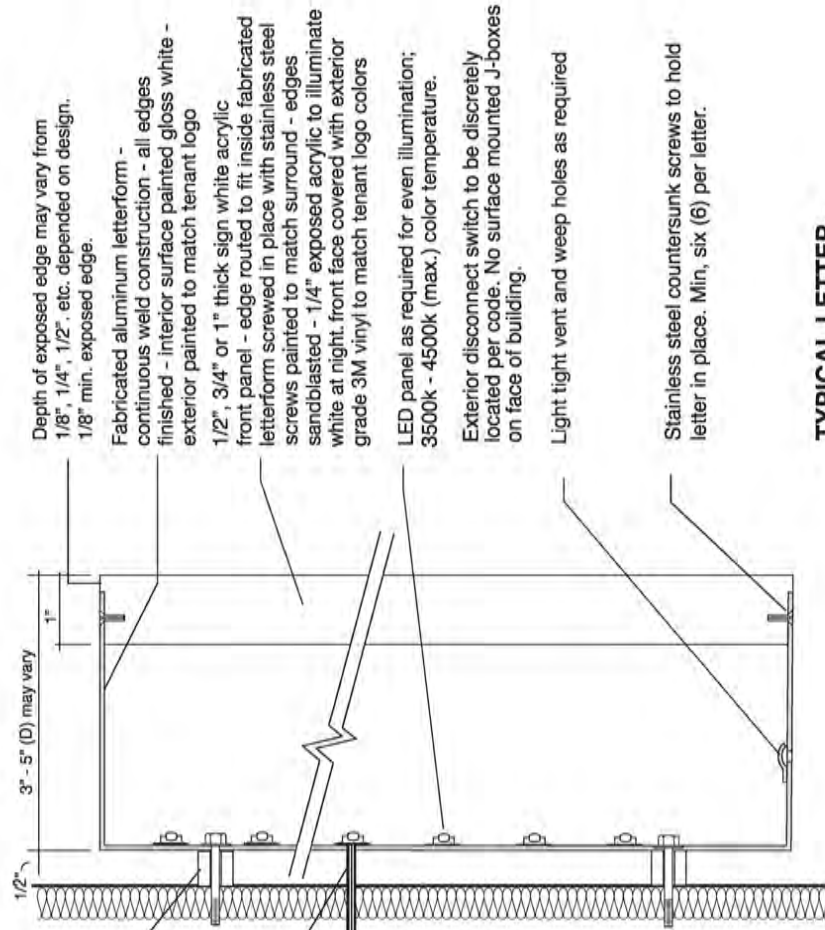 Depth of exposed edge may vary from
1/8", 1/4", 1/2". etc. depended on design.
1/8" min. exposed edge.
Fabricated aluminum letterform -
continuous weld construction - all edges
finished - interior surface painted gloss white -
exterior painted to match tenant logo
1/2", 3/4" or 1" thick sign white acrylic
front panel - edge routed to fit inside fabricated
letterform screwed in place with stainless steel
screws painted to match surround - edges
sandblasted - 1/4" exposed acrylic to illuminate
white at night. front face covered with exterior
grade 3M vinyl to match tenant logo colors
LED panel as required for even illumination;
3500k - 4500k (max.) color temperature.
Exterior disconnect switch to be discretely
located per code. No surface mounted J-boxes
on face of building.
Light tight vent and weep holes as required
Stainless steel countersunk screws to hold
letter in place. Min, six (6) per letter.
1/2"
3" - 5" (D) may vary
1"
TYPICAL LETTER